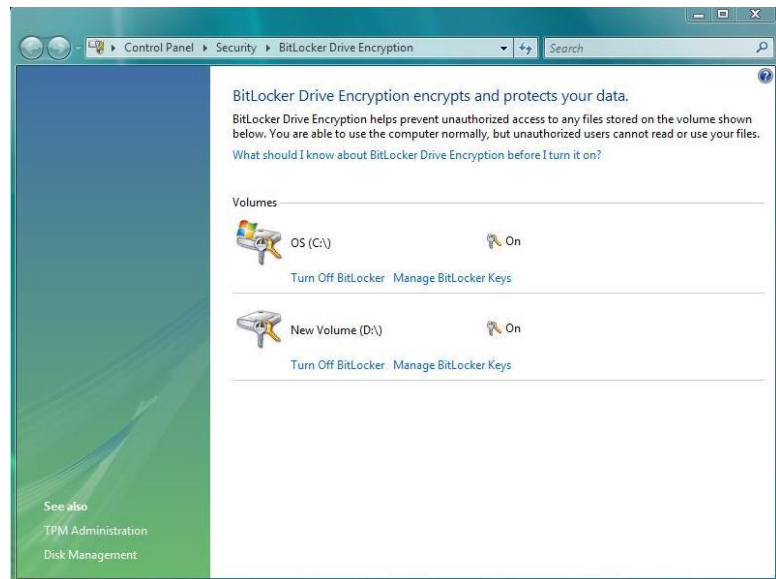 Control Panel ▸ Security ▸ BitLocker Drive Encryption
Search
BitLocker Drive Encryption encrypts and protects your data.
BitLocker Drive Encryption helps prevent unauthorized access to any files stored on the volume shown
below. You are able to use the computer normally, but unauthorized users cannot read or use your files.
What should I know about BitLocker Drive Encryption before I turn it on?
Volumes
OS (C:\) On
Turn Off BitLocker Manage BitLocker Keys
New Volume (D:\) On
Turn Off BitLocker Manage BitLocker Keys
See also
TPM Administration
Disk Management